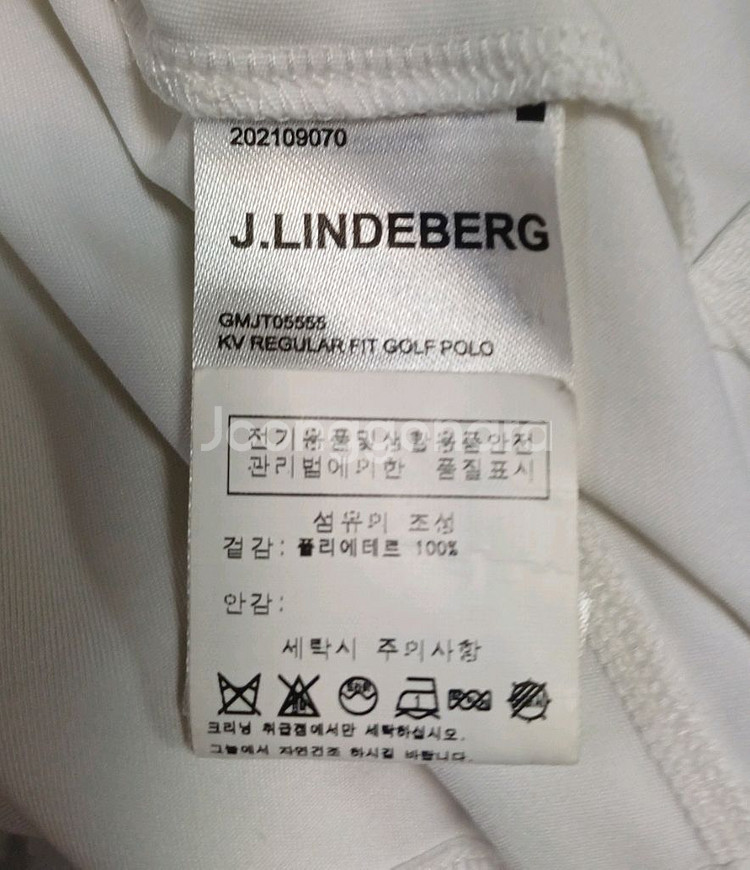 202109070
J.LINDEBERG
GMJT05555
KV REGULAR FIT GOLF POLO
Joonggonara
전기용품및생활용품안전
관리법에의한 품질표시
섬유의 조성
겉감: 폴리에테르 100%
안감:
세탁시 주의사항
크리닝 취급점에서만 세탁하십시오.
그늘에서 자연건조 하시길 바랍니다.